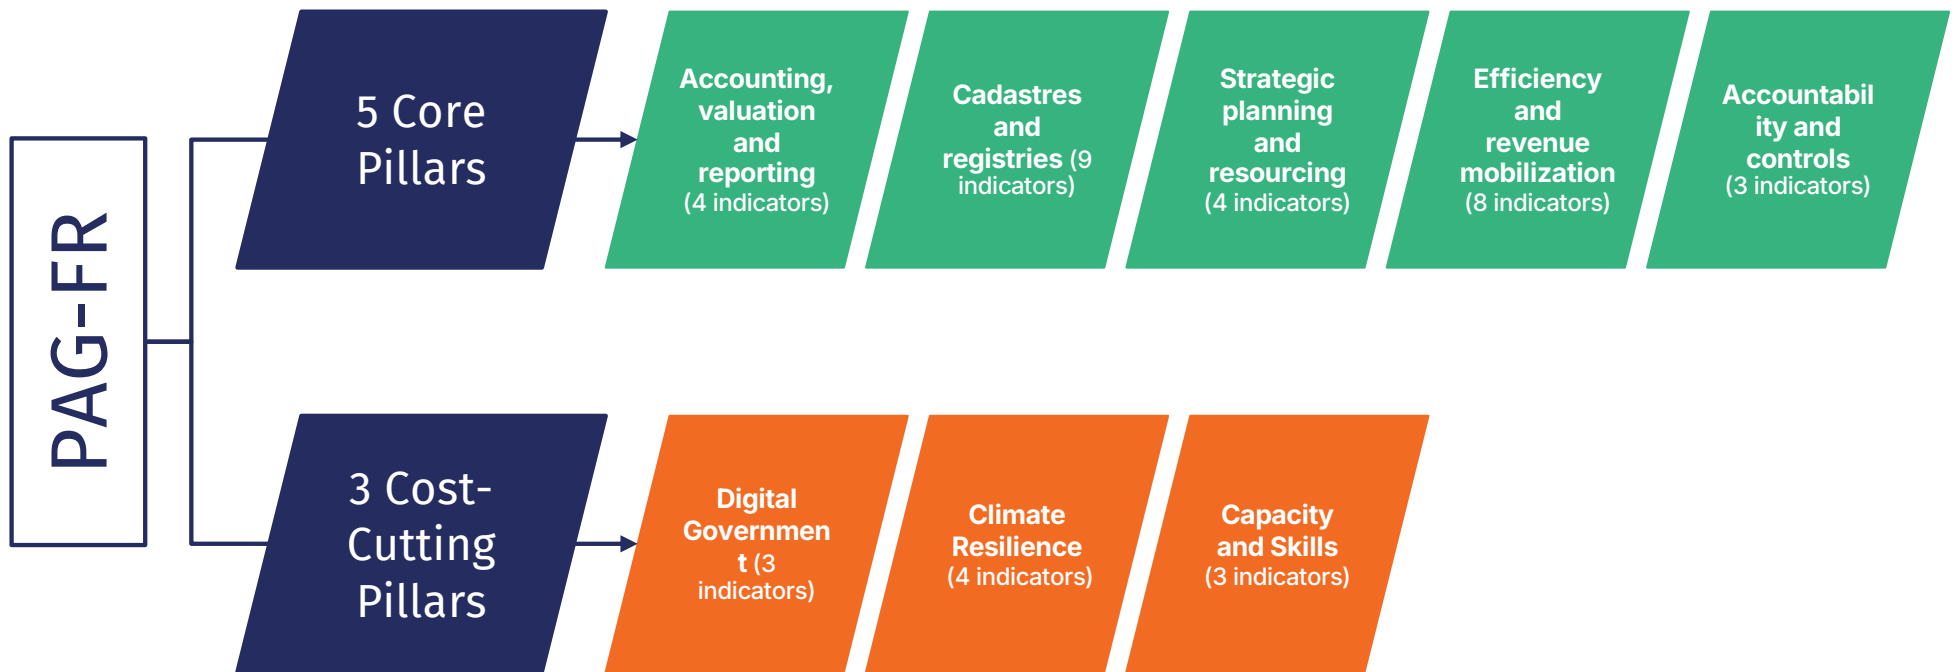 PAG-FR
5 Core
Pillars
Accounting,
valuation
and
reporting
(4 indicators)
Cadastres
and
registries (9
indicators)
Strategic
planning
and
resourcing
(4 indicators)
Efficiency
and
revenue
mobilization
(8 indicators)
Accountabil
ity and
controls
(3 indicators)
3 Cost-
Cutting
Pillars
Digital
Governmen
t (3
indicators)
Climate
Resilience
(4 indicators)
Capacity
and Skills
(3 indicators)